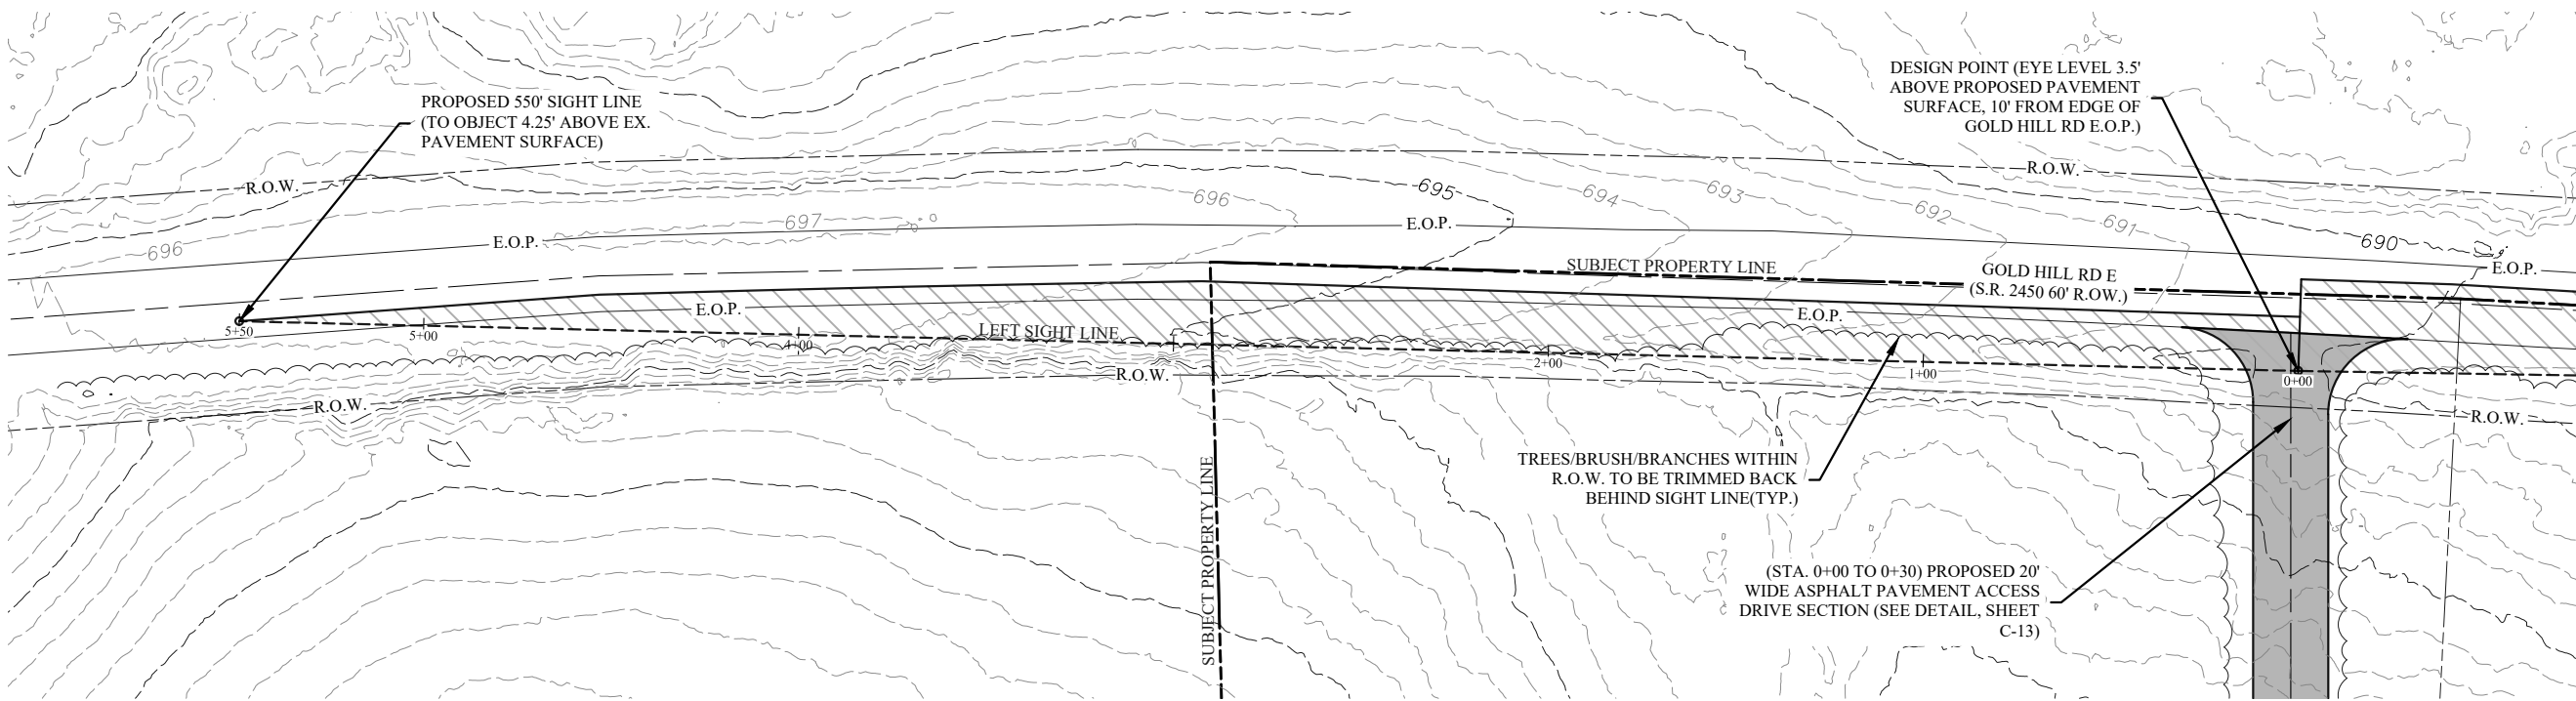 PROPOSED 550' SIGHT LINE
(TO OBJECT 4.25' ABOVE EX.
PAVEMENT SURFACE)
DESIGN POINT (EYE LEVEL 3.5'
ABOVE PROPOSED PAVEMENT
SURFACE, 10' FROM EDGE OF
GOLD HILL RD E.O.P.)
R.O.W.
R.O.W.
696
697
696
695
694
693
692
691
690
E.O.P.
E.O.P.
E.O.P.
SUBJECT PROPERTY LINE
GOLD HILL RD E
(S.R. 2450 60' R.OW.)
E.O.P.
E.O.P.
LEFT SIGHT LINE
5+50
5+00
4+00
2+00
1+00
0+00
R.O.W.
R.O.W.
R.O.W.
SUBJECT PROPERTY LINE
TREES/BRUSH/BRANCHES WITHIN
R.O.W. TO BE TRIMMED BACK
BEHIND SIGHT LINE(TYP.)
(STA. 0+00 TO 0+30) PROPOSED 20'
WIDE ASPHALT PAVEMENT ACCESS
DRIVE SECTION (SEE DETAIL, SHEET
C-13)